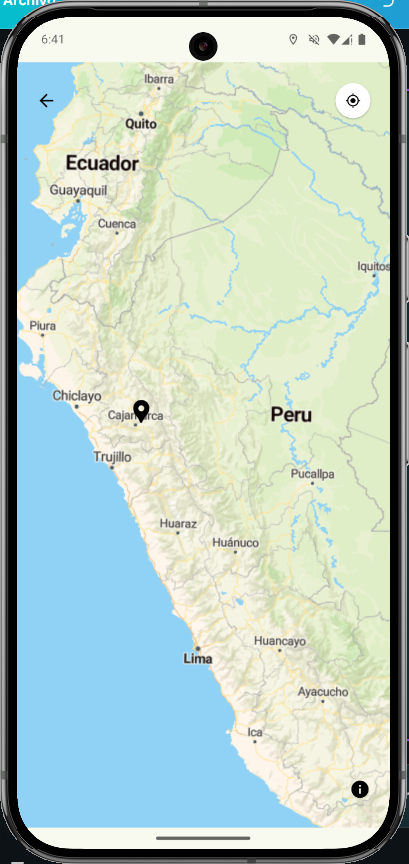 Archivo
6:41
Ibarra
Quito
Ecuador
Guayaquil
Cuenca
Iquitos
Piura
Chiclayo
Cajamarca
Peru
Trujillo
Pucallpa
Huaraz
Huánuco
Huancayo
Lima
Ayacucho
Ica